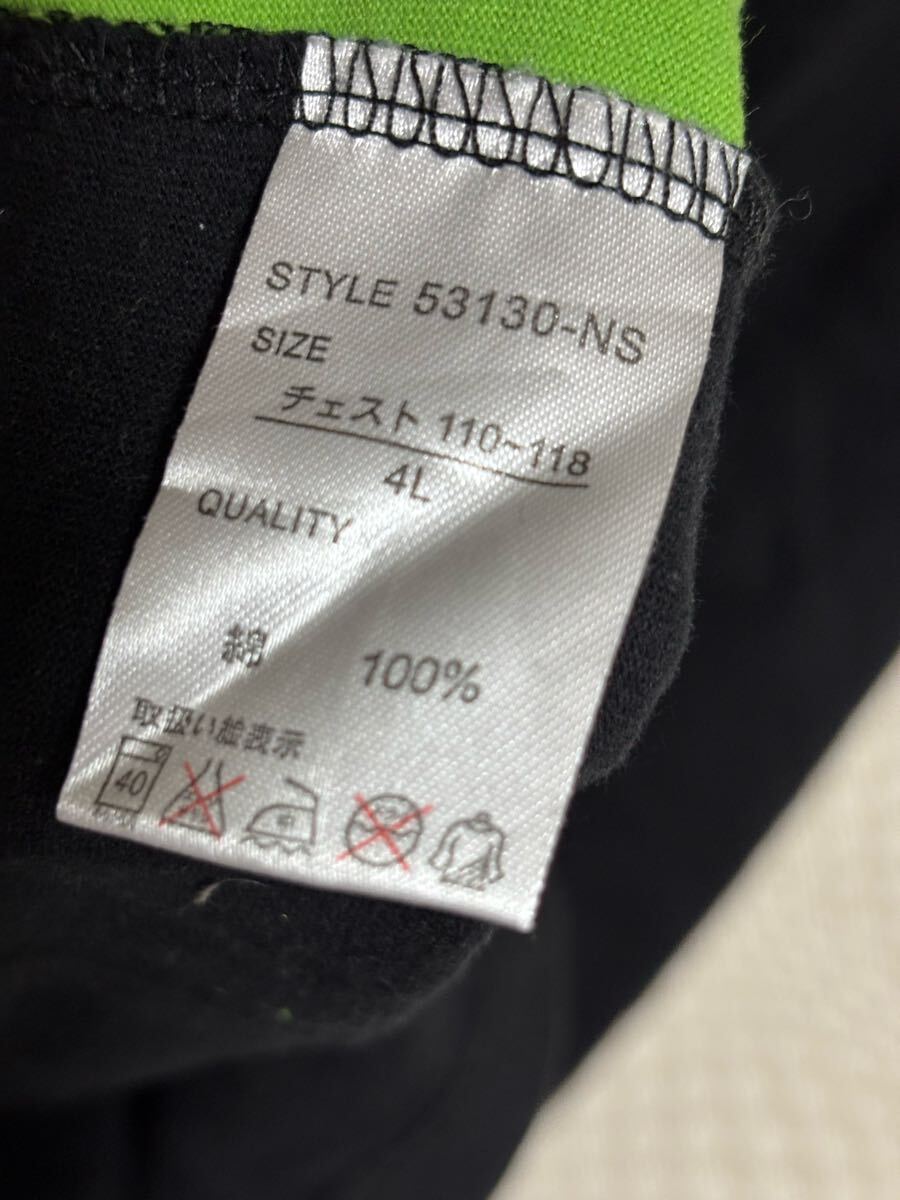 STYLE 53130-NS
SIZE
チェスト 110~118
4L
QUALITY
綿 100%
取扱い絵表示
40